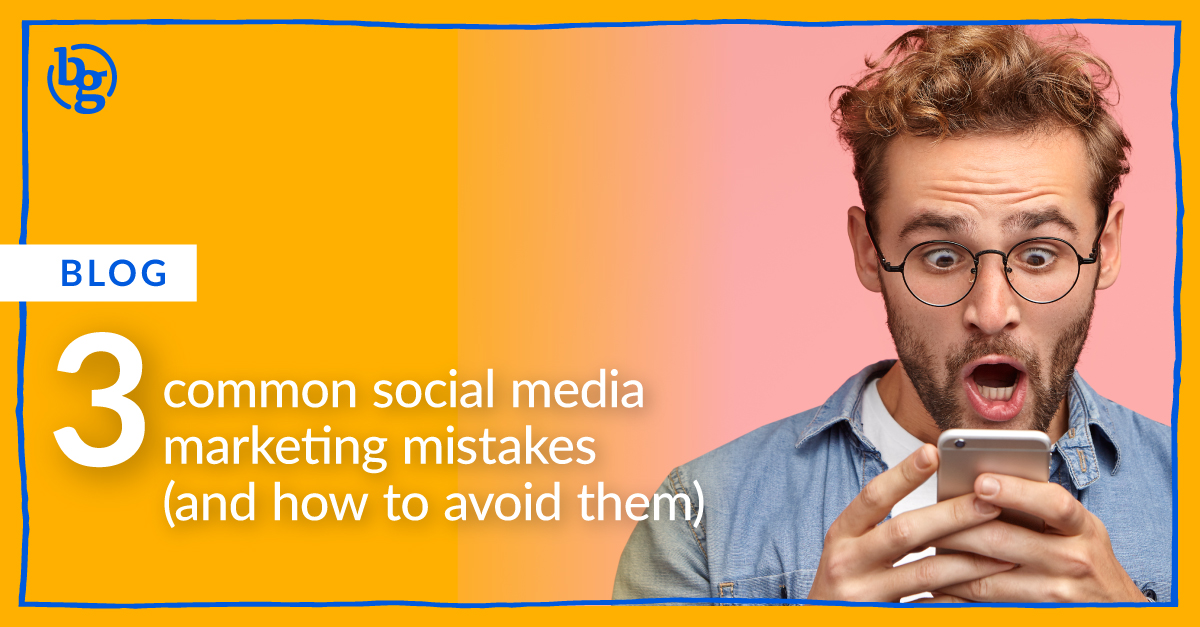 bg
BLOG
3 common social media
marketing mistakes
(and how to avoid them)